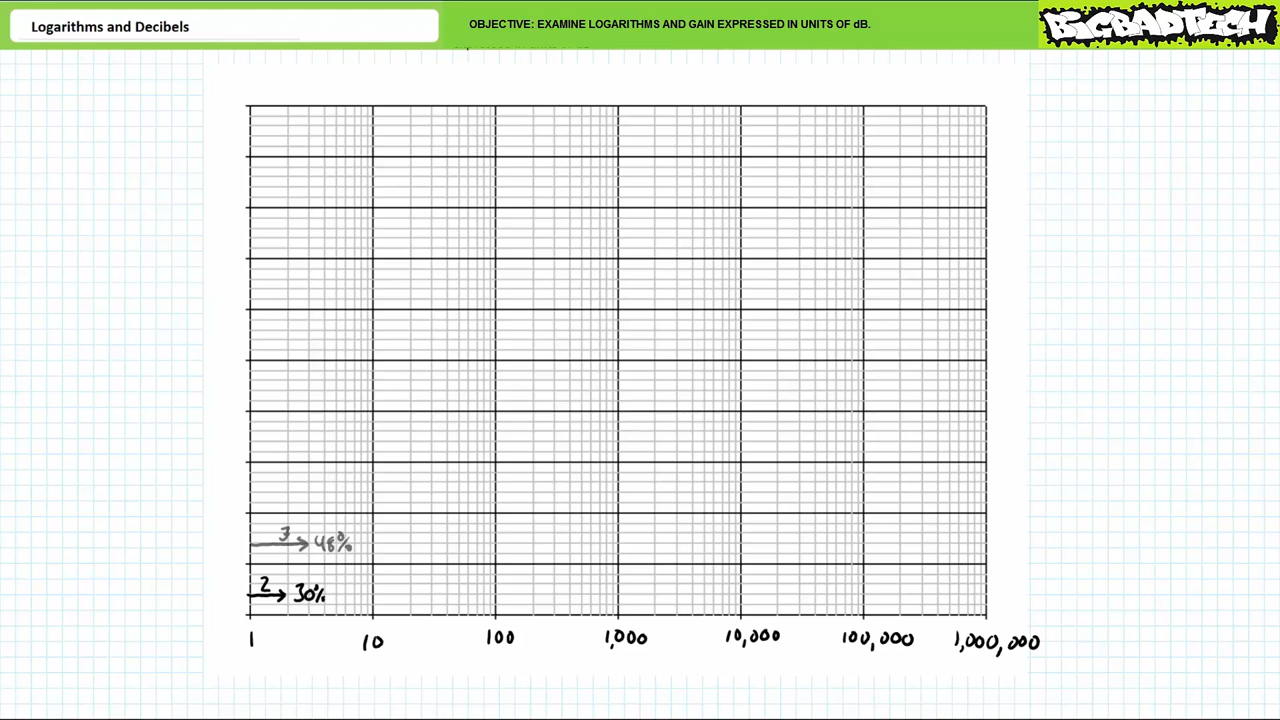 Logarithms and Decibels
OBJECTIVE: EXAMINE LOGARITHMS AND GAIN EXPRESSED IN UNITS OF dB.
BIGBADTECH
3
48%
2
30%
1 10 100 1,000 10,000 100,000 1,000,000